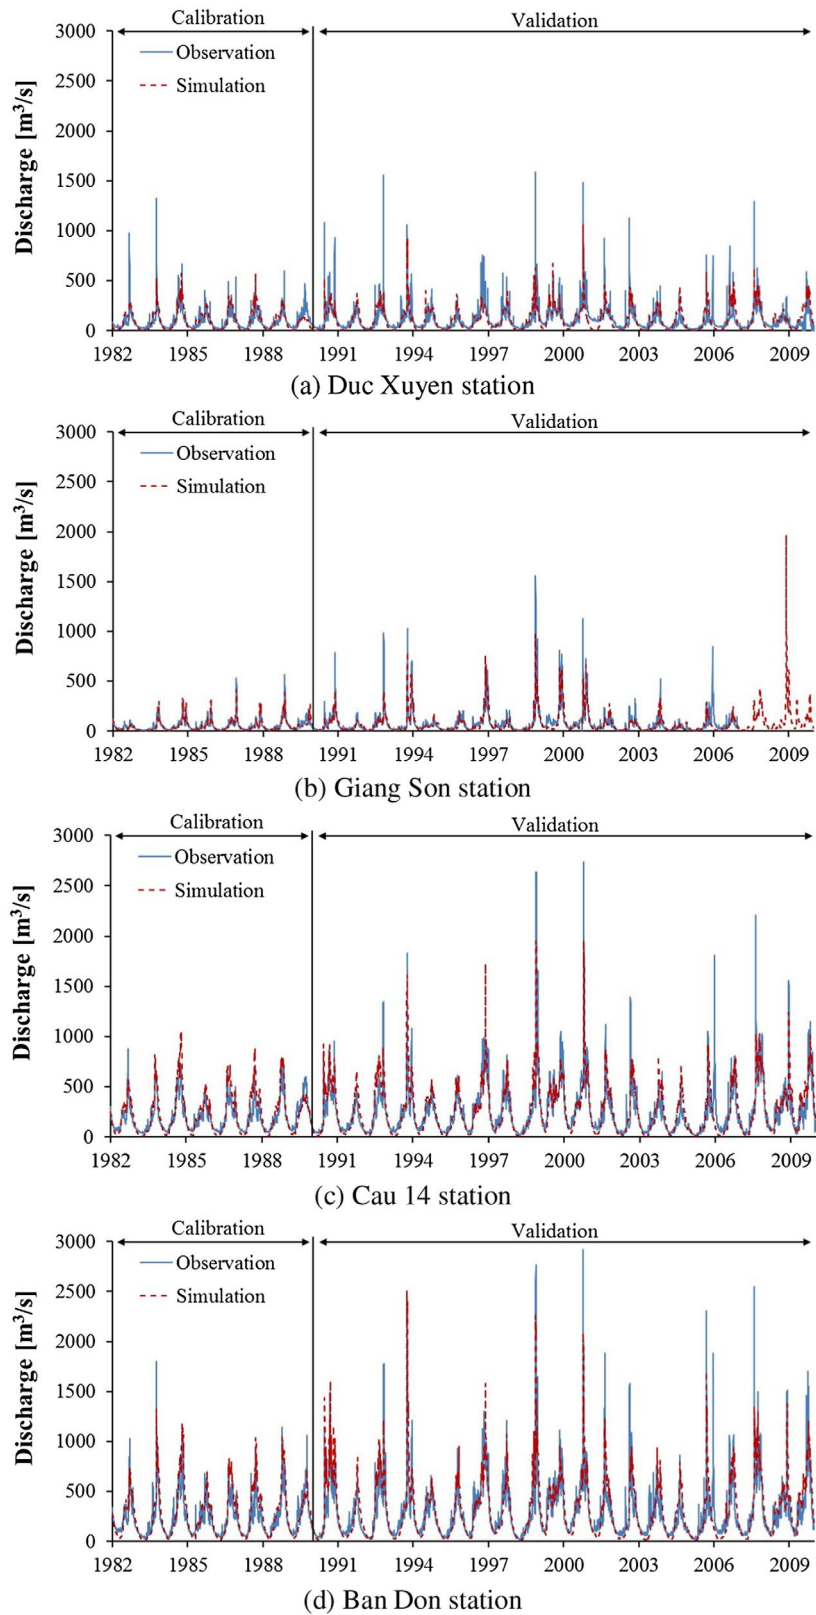 Calibration Validation
3000
Observation
2500
Simulation
2000
1500
1000
500
0
Discharge [m³/s]
1982 1985 1988 1991 1994 1997 2000 2003 2006 2009
(a) Duc Xuyen station
Calibration Validation
3000
Observation
2500
Simulation
2000
1500
1000
500
0
Discharge [m³/s]
1982 1985 1988 1991 1994 1997 2000 2003 2006 2009
(b) Giang Son station
Calibration Validation
3000
Observation
2500
Simulation
2000
1500
1000
500
0
Discharge [m³/s]
1982 1985 1988 1991 1994 1997 2000 2003 2006 2009
(c) Cau 14 station
Calibration Validation
3000
Observation
2500
Simulation
2000
1500
1000
500
0
Discharge [m³/s]
1982 1985 1988 1991 1994 1997 2000 2003 2006 2009
(d) Ban Don station